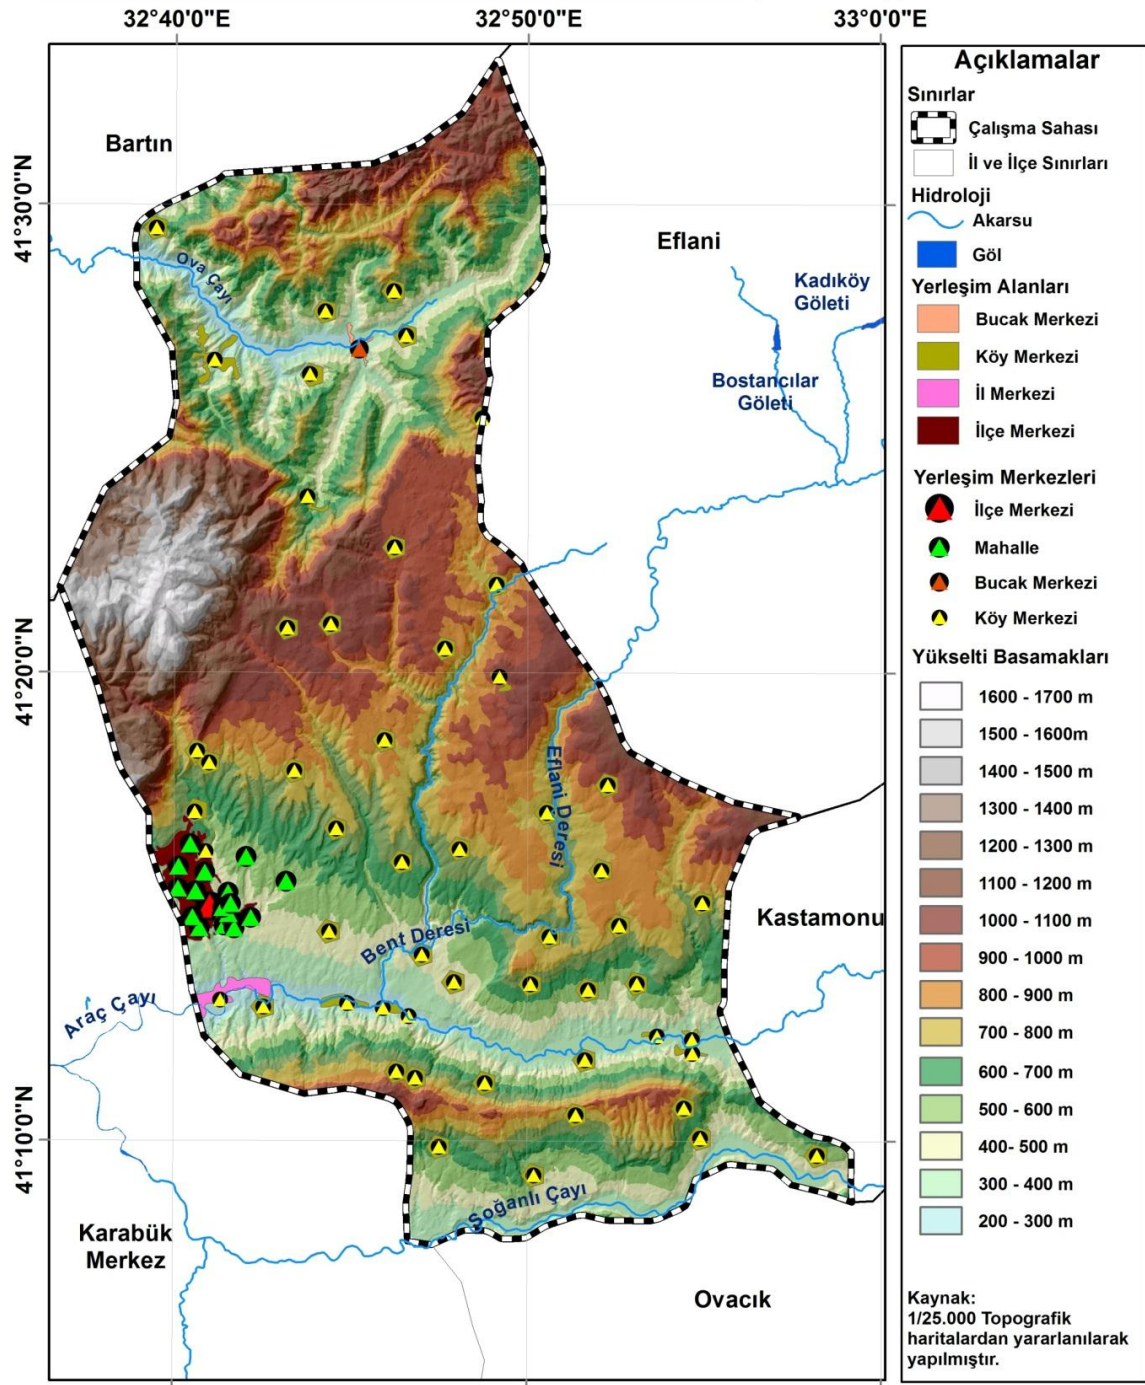 32°40'0"E
32°50'0"E
33°00'0"E
41°30'0"N
41°20'0"N
41°10'0"N
Bartın
Eflani
Kadıköy
Göleti
Bostancılar
Göleti
Ova Çayı
Eflani Deresi
Kastamonu
Bent Deresi
Araç Çayı
Soğanlı Çayı
Karabük
Merkez
Ovacık
Açıklamalar
Sınırlar
Çalışma Sahası
İl ve İlçe Sınırları
Hidroloji
Akarsu
Göl
Yerleşim Alanları
Bucak Merkezi
Köy Merkezi
İl Merkezi
İlçe Merkezi
Yerleşim Merkezleri
İlçe Merkezi
Mahalle
Bucak Merkezi
Köy Merkezi
Yükselti Basamakları
1600 - 1700 m
1500 - 1600m
1400 - 1500 m
1300 - 1400 m
1200 - 1300 m
1100 - 1200 m
1000 - 1100 m
900 - 1000 m
800 - 900 m
700 - 800 m
600 - 700 m
500 - 600 m
400- 500 m
300 - 400 m
200 - 300 m
Kaynak:
1/25.000 Topografik
haritalardan yararlanılarak
yapılmıştır.